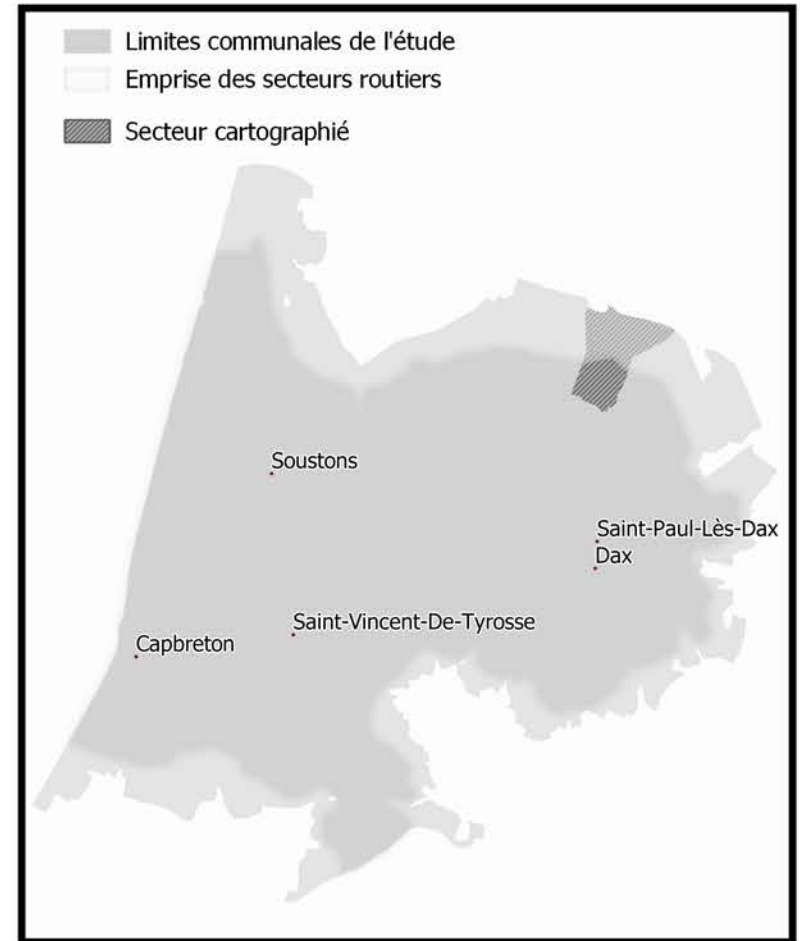 Limites communales de l'étude
Emprise des secteurs routiers
Secteur cartographié
Soustons
Saint-Paul-Lès-Dax
Dax
Saint-Vincent-De-Tyrosse
Capbreton